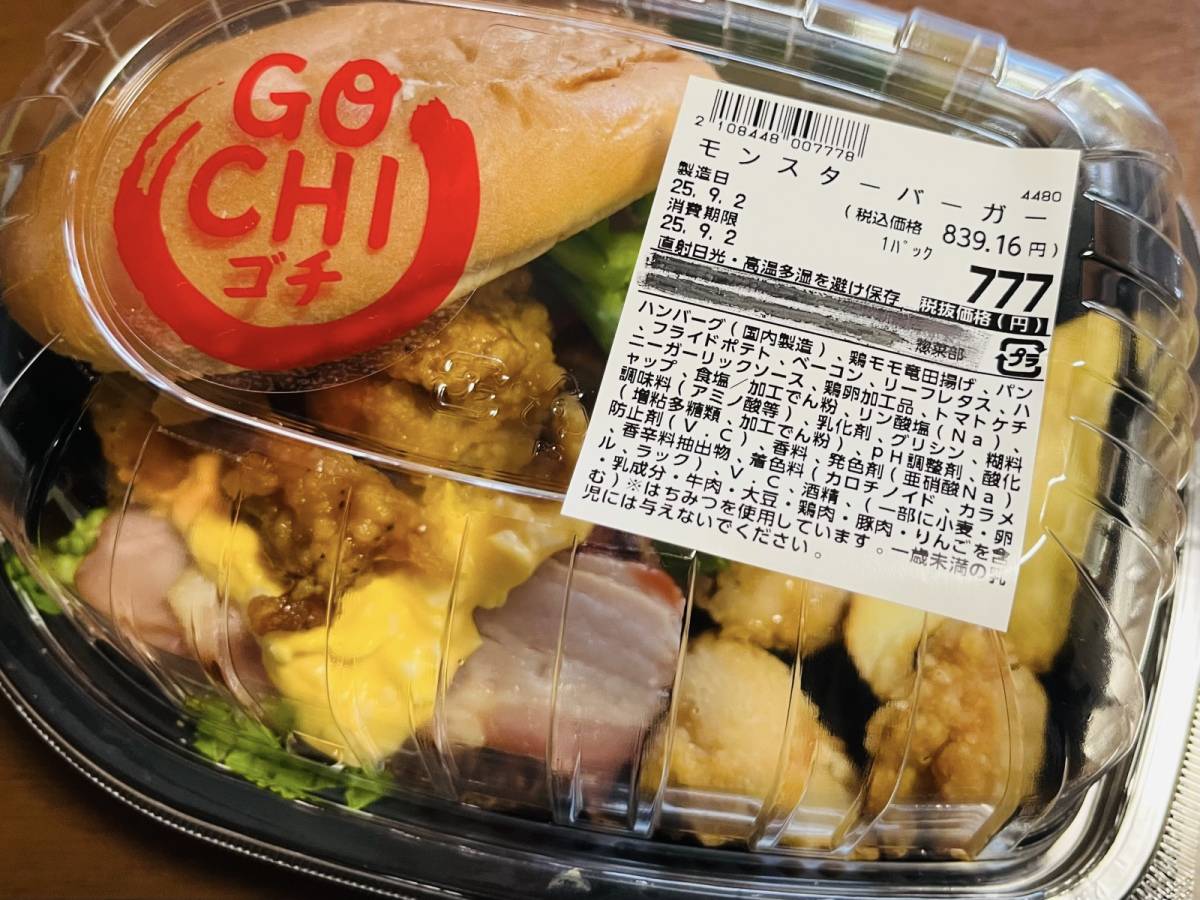 GO
CHI
ゴチ
2 108448 007778
4480
モンスターバーガー
製造日
25. 9. 2
(税込価格 839.16円)
消費期限
25. 9. 2
1パック
777
直射日光・高温多湿を避け保存
税抜価格(円)
惣菜部
プラ
ハンバーグ(国内製造)、鶏モモ竜田揚げ、パン
、フライドポテト、ベーコン、リーフレタス、ハ
ニーガーリックソース、鶏卵加工品、トマトケチ
ャップ、食塩/加工でん粉、リン酸塩(Na)、
調味料(アミノ酸等)、乳化剤、グリシン、糊料
(増粘多糖類、加工でん粉)、pH調整剤、酸化
防止剤(V.C)、香料、発色剤(亜硝酸Na)
、香辛料抽出物、着色料(カロチノイド、カラメ
ル、ラック)、V.C、酒精、(一部に小麦・卵
・乳成分・牛肉・大豆・鶏肉・豚肉・りんごを含
む)※はちみつを使用しています。一歳未満の乳
児には与えないでください。